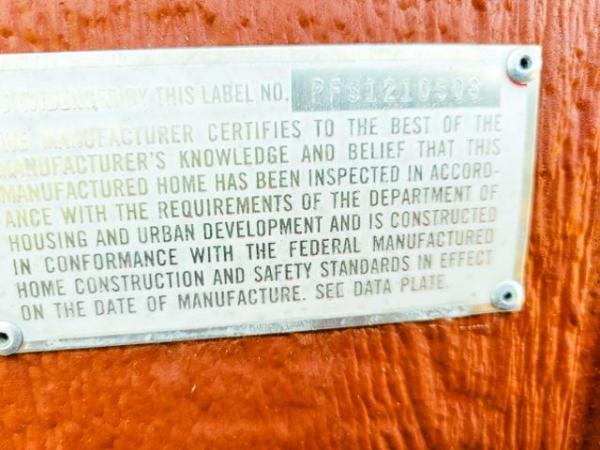 BY THIS LABEL NO. PFS1210503
THE MANUFACTURER CERTIFIES TO THE BEST OF THE
MANUFACTURER'S KNOWLEDGE AND BELIEF THAT THIS
MANUFACTURED HOME HAS BEEN INSPECTED IN ACCORD-
ANCE WITH THE REQUIREMENTS OF THE DEPARTMENT OF
HOUSING AND URBAN DEVELOPMENT AND IS CONSTRUCTED
IN CONFORMANCE WITH THE FEDERAL MANUFACTURED
HOME CONSTRUCTION AND SAFETY STANDARDS IN EFFECT
ON THE DATE OF MANUFACTURE. SEE DATA PLATE.